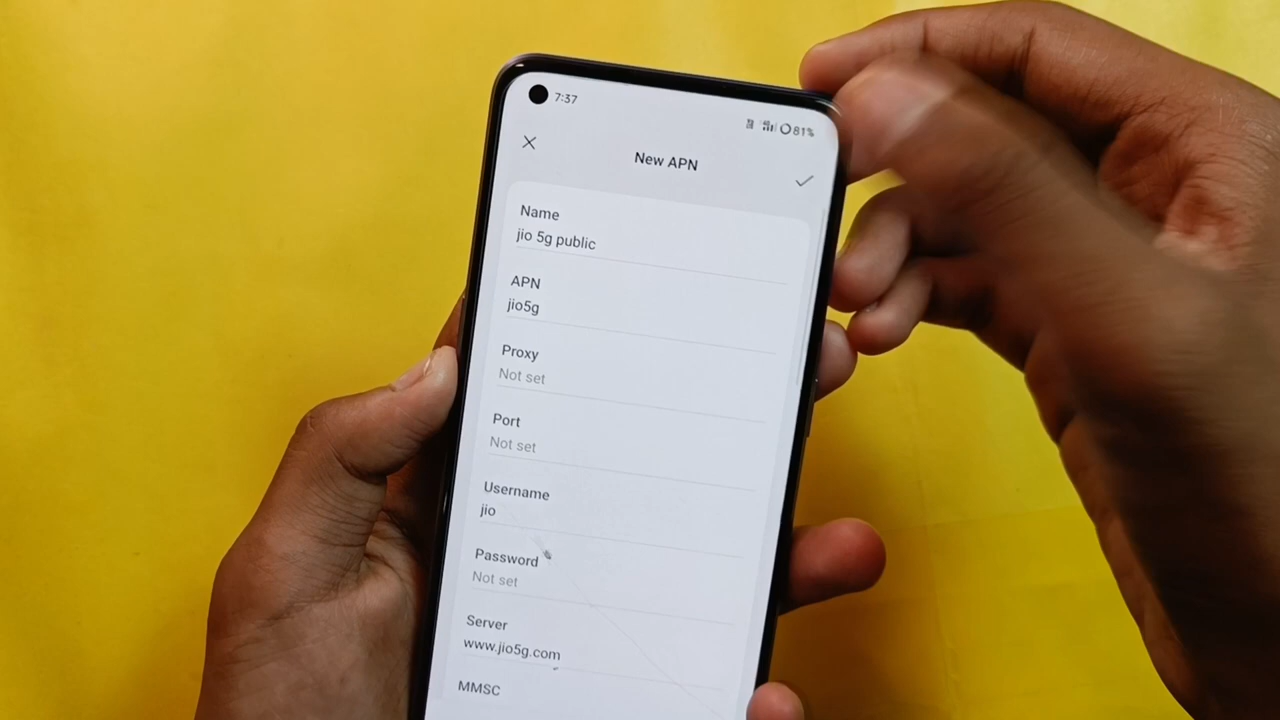 7:37
81%
New APN
Name
jio 5g public
APN
jio5g
Proxy
Not set
Port
Not set
Username
jio
Password
Not set
Server
www.jio5g.com
MMSC